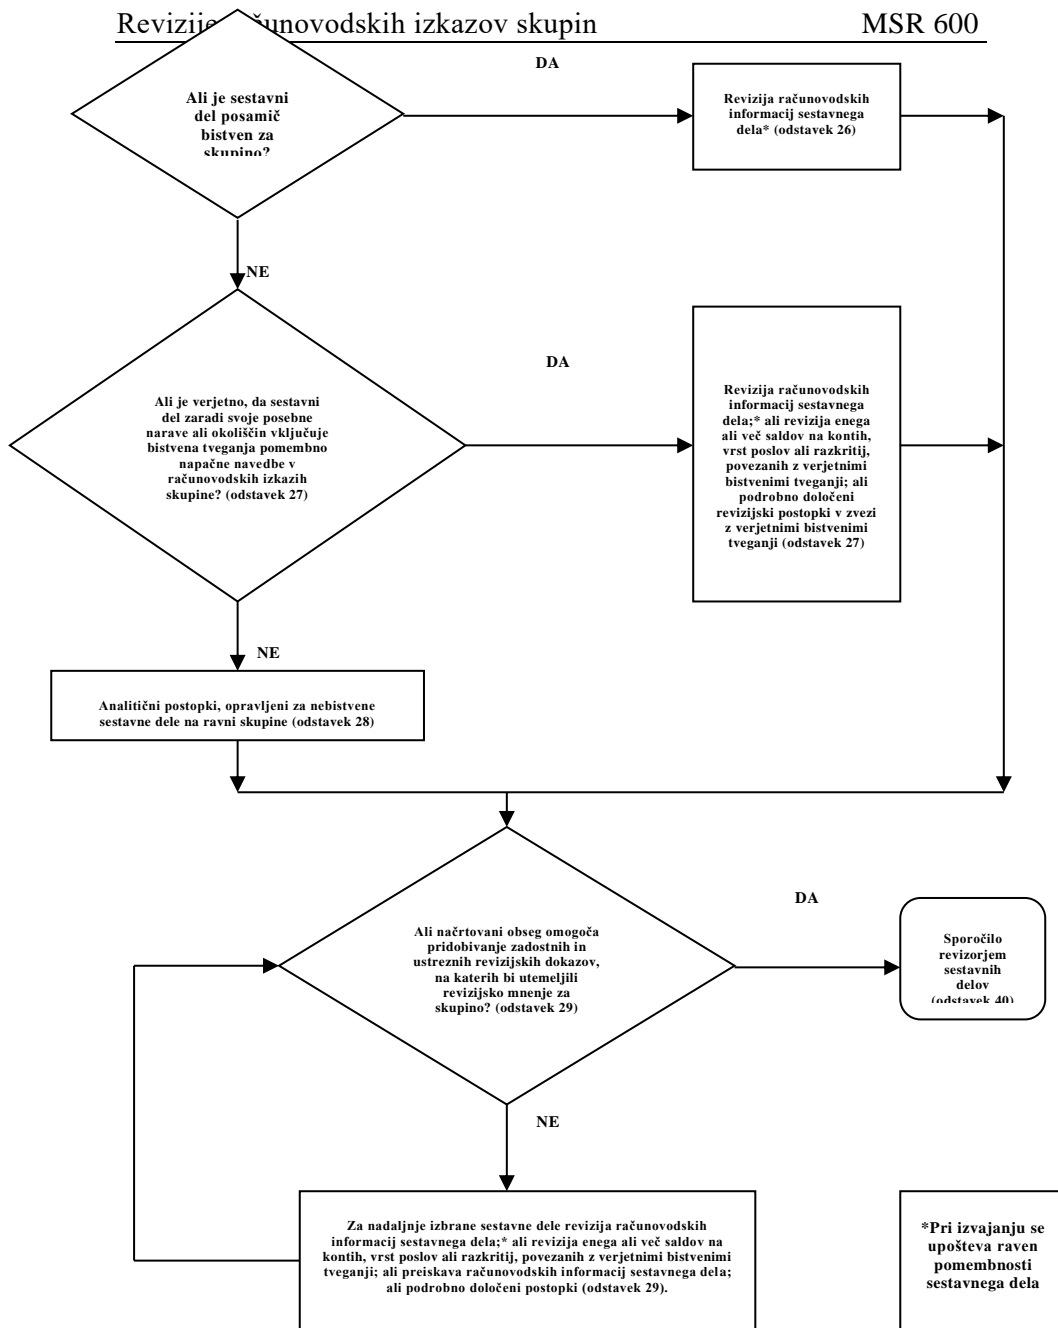 Revizije računovodskih izkazov skupin MSR 600
DA
Ali je sestavni
del posamič
bistven za
skupino?
Revizija računovodskih
informacij sestavnega
dela* (odstavek 26)
NE
DA
Ali je verjetno, da sestavni
del zaradi svoje posebne
narave ali okoliščin vključuje
bistvena tveganja pomembno
napačne navedbe v
računovodskih izkazih
skupine? (odstavek 27)
Revizija računovodskih
informacij sestavnega
dela;* ali revizija enega
ali več saldov na kontih,
vrst poslov ali razkritij,
povezanih z verjetnimi
bistvenimi tveganji; ali
podrobno določeni
revizijski postopki v zvezi
z verjetnimi bistvenimi
tveganji (odstavek 27)
NE
Analitični postopki, opravljeni za nebistvene
sestavne dele na ravni skupine (odstavek 28)
DA
Ali načrtovani obseg omogoča
pridobivanje zadostnih in
ustreznih revizijskih dokazov,
na katerih bi utemeljili
revizijsko mnenje za
skupino? (odstavek 29)
Sporočilo
revizorjem
sestavnih
delov
(odstavek 40)
NE
Za nadaljnje izbrane sestavne dele revizija računovodskih
informacij sestavnega dela;* ali revizija enega ali več saldov na
kontih, vrst poslov ali razkritij, povezanih z verjetnimi bistvenimi
tveganji; ali preiskava računovodskih informacij sestavnega dela;
ali podrobno določeni postopki (odstavek 29).
*Pri izvajanju se
upošteva raven
pomembnosti
sestavnega dela